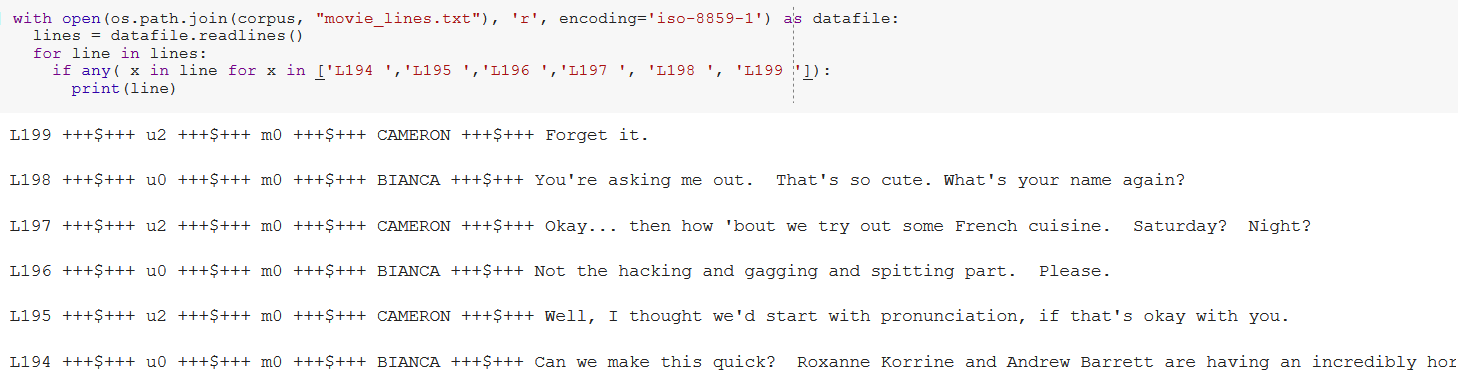 with open(os.path.join(corpus, "movie_lines.txt"), 'r', encoding='iso-8859-1') as datafile:
  lines = datafile.readlines()
  for line in lines:
    if any( x in line for x in ['L194 ','L195 ','L196 ','L197 ', 'L198 ', 'L199 ']):
      print(line)
L199 +++$+++ u2 +++$+++ m0 +++$+++ CAMERON +++$+++ Forget it.
L198 +++$+++ u0 +++$+++ m0 +++$+++ BIANCA +++$+++ You're asking me out.  That's so cute. What's your name again?
L197 +++$+++ u2 +++$+++ m0 +++$+++ CAMERON +++$+++ Okay... then how 'bout we try out some French cuisine.  Saturday?  Night?
L196 +++$+++ u0 +++$+++ m0 +++$+++ BIANCA +++$+++ Not the hacking and gagging and spitting part.  Please.
L195 +++$+++ u2 +++$+++ m0 +++$+++ CAMERON +++$+++ Well, I thought we'd start with pronunciation, if that's okay with you.
L194 +++$+++ u0 +++$+++ m0 +++$+++ BIANCA +++$+++ Can we make this quick?  Roxanne Korrine and Andrew Barrett are having an incredibly hor